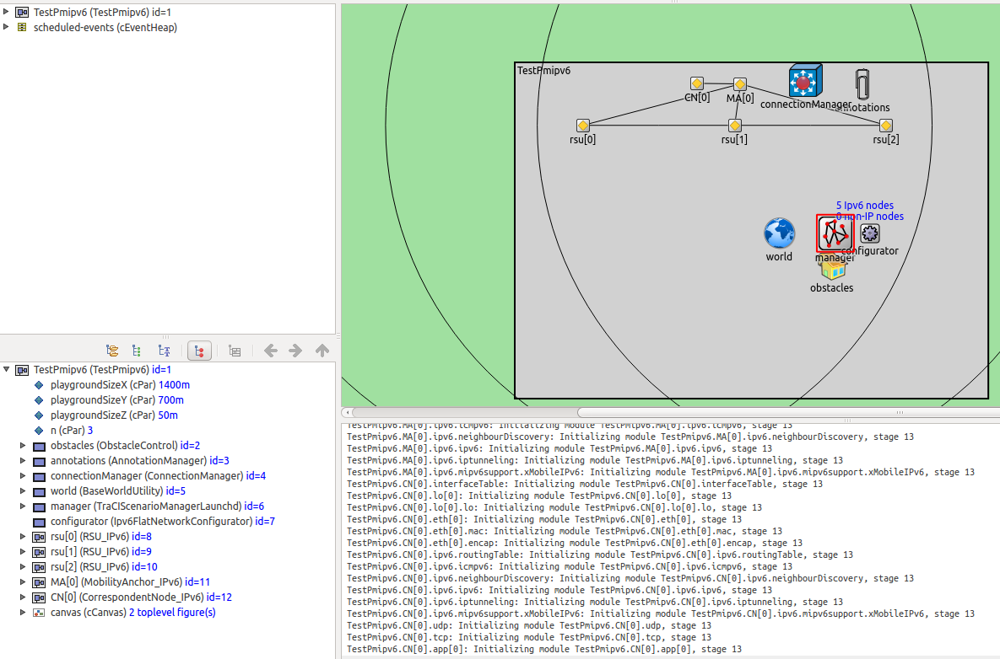 TestPmipv6 (TestPmipv6) id=1
scheduled-events (cEventHeap)
TestPmipv6 (TestPmipv6) id=1
playgroundSizeX (cPar) 1400m
playgroundSizeY (cPar) 700m
playgroundSizeZ (cPar) 50m
n (cPar) 3
obstacles (ObstacleControl) id=2
annotations (AnnotationManager) id=3
connectionManager (ConnectionManager) id=4
world (BaseWorldUtility) id=5
manager (TraCIScenarioManagerLaunchd) id=6
configurator (Ipv6FlatNetworkConfigurator) id=7
rsu[0] (RSU_IPv6) id=8
rsu[1] (RSU_IPv6) id=9
rsu[2] (RSU_IPv6) id=10
MA[0] (MobilityAnchor_IPv6) id=11
CN[0] (CorrespondentNode_IPv6) id=12
canvas (cCanvas) 2 toplevel figure(s)
TestPmipv6
CN[0]
MA[0]
connectionManager
annotations
rsu[0]
rsu[1]
rsu[2]
5 Ipv6 nodes
0 non-IP nodes
world
manager
configurator
obstacles
TestPmipv6.MA[0].ipv6.icmpv6: Initializing module TestPmipv6.MA[0].ipv6.icmpv6, stage 13
TestPmipv6.MA[0].ipv6.neighbourDiscovery: Initializing module TestPmipv6.MA[0].ipv6.neighbourDiscovery, stage 13
TestPmipv6.MA[0].ipv6.ipv6: Initializing module TestPmipv6.MA[0].ipv6.ipv6, stage 13
TestPmipv6.MA[0].ipv6.iptunneling: Initializing module TestPmipv6.MA[0].ipv6.iptunneling, stage 13
TestPmipv6.MA[0].ipv6.mipv6support.xMobileIPv6: Initializing module TestPmipv6.MA[0].ipv6.mipv6support.xMobileIPv6, stage 13
TestPmipv6.CN[0].interfaceTable: Initializing module TestPmipv6.CN[0].interfaceTable, stage 13
TestPmipv6.CN[0].lo[0]: Initializing module TestPmipv6.CN[0].lo[0], stage 13
TestPmipv6.CN[0].lo[0].lo: Initializing module TestPmipv6.CN[0].lo[0].lo, stage 13
TestPmipv6.CN[0].eth[0]: Initializing module TestPmipv6.CN[0].eth[0], stage 13
TestPmipv6.CN[0].eth[0].mac: Initializing module TestPmipv6.CN[0].eth[0].mac, stage 13
TestPmipv6.CN[0].eth[0].encap: Initializing module TestPmipv6.CN[0].eth[0].encap, stage 13
TestPmipv6.CN[0].ipv6.routingTable: Initializing module TestPmipv6.CN[0].ipv6.routingTable, stage 13
TestPmipv6.CN[0].ipv6.icmpv6: Initializing module TestPmipv6.CN[0].ipv6.icmpv6, stage 13
TestPmipv6.CN[0].ipv6.neighbourDiscovery: Initializing module TestPmipv6.CN[0].ipv6.neighbourDiscovery, stage 13
TestPmipv6.CN[0].ipv6.ipv6: Initializing module TestPmipv6.CN[0].ipv6.ipv6, stage 13
TestPmipv6.CN[0].ipv6.iptunneling: Initializing module TestPmipv6.CN[0].ipv6.iptunneling, stage 13
TestPmipv6.CN[0].ipv6.mipv6support.xMobileIPv6: Initializing module TestPmipv6.CN[0].ipv6.mipv6support.xMobileIPv6, stage 13
TestPmipv6.CN[0].udp: Initializing module TestPmipv6.CN[0].udp, stage 13
TestPmipv6.CN[0].tcp: Initializing module TestPmipv6.CN[0].tcp, stage 13
TestPmipv6.CN[0].app[0]: Initializing module TestPmipv6.CN[0].app[0], stage 13